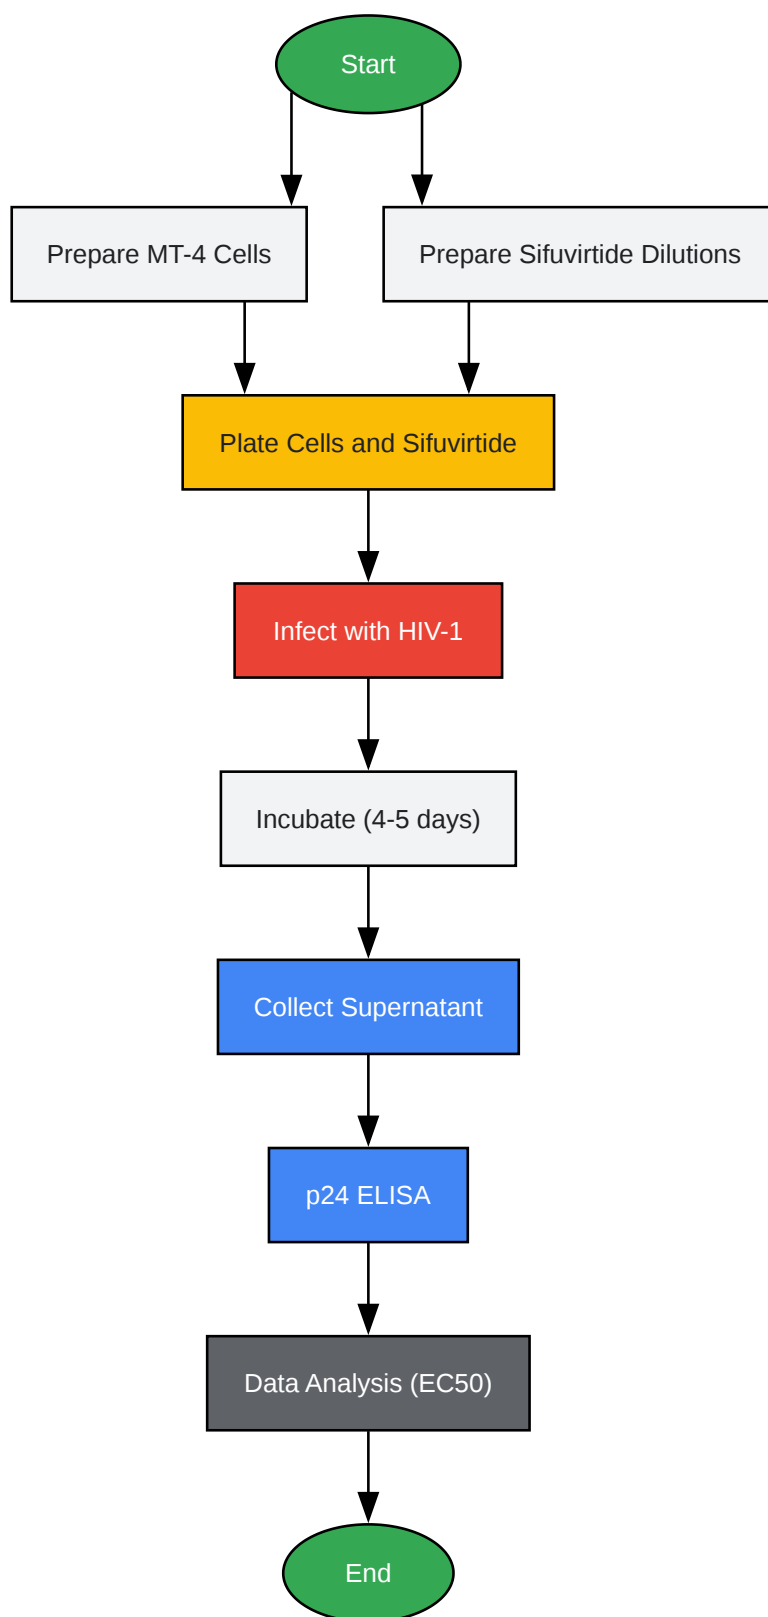 Start
Prepare MT-4 Cells
Prepare Sifuvirtide Dilutions
Plate Cells and Sifuvirtide
Infect with HIV-1
Incubate (4-5 days)
Collect Supernatant
p24 ELISA
Data Analysis (EC50)
End